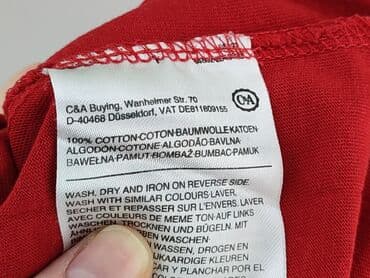 C&A Buying, Wanheimer Str. 70
D-40468 Düsseldorf, VAT DE811809155
C&A
100% COTTON-COTON-BAUMWOLLE-KATOEN
ALGODON-COTONE-ALGODÃO-BAVLNA
BAWEŁNA-PAMUT-BOMBAŽ-BUMBAC-PAMUK
WASH, DRY AND IRON ON REVERSE SIDE.
WASH WITH SIMILAR COLOURS. LAVER,
SECHER ET REPASSER SUR L'ENVERS. LAVER
AVEC COULEURS DE MEME TON-AUF LINKS
WASCHEN, TROCKNEN UND BÜGELN. MIT
WASCHEN
WASSEN, DROGEN EN
CAR Y PLANCHAR POR EL